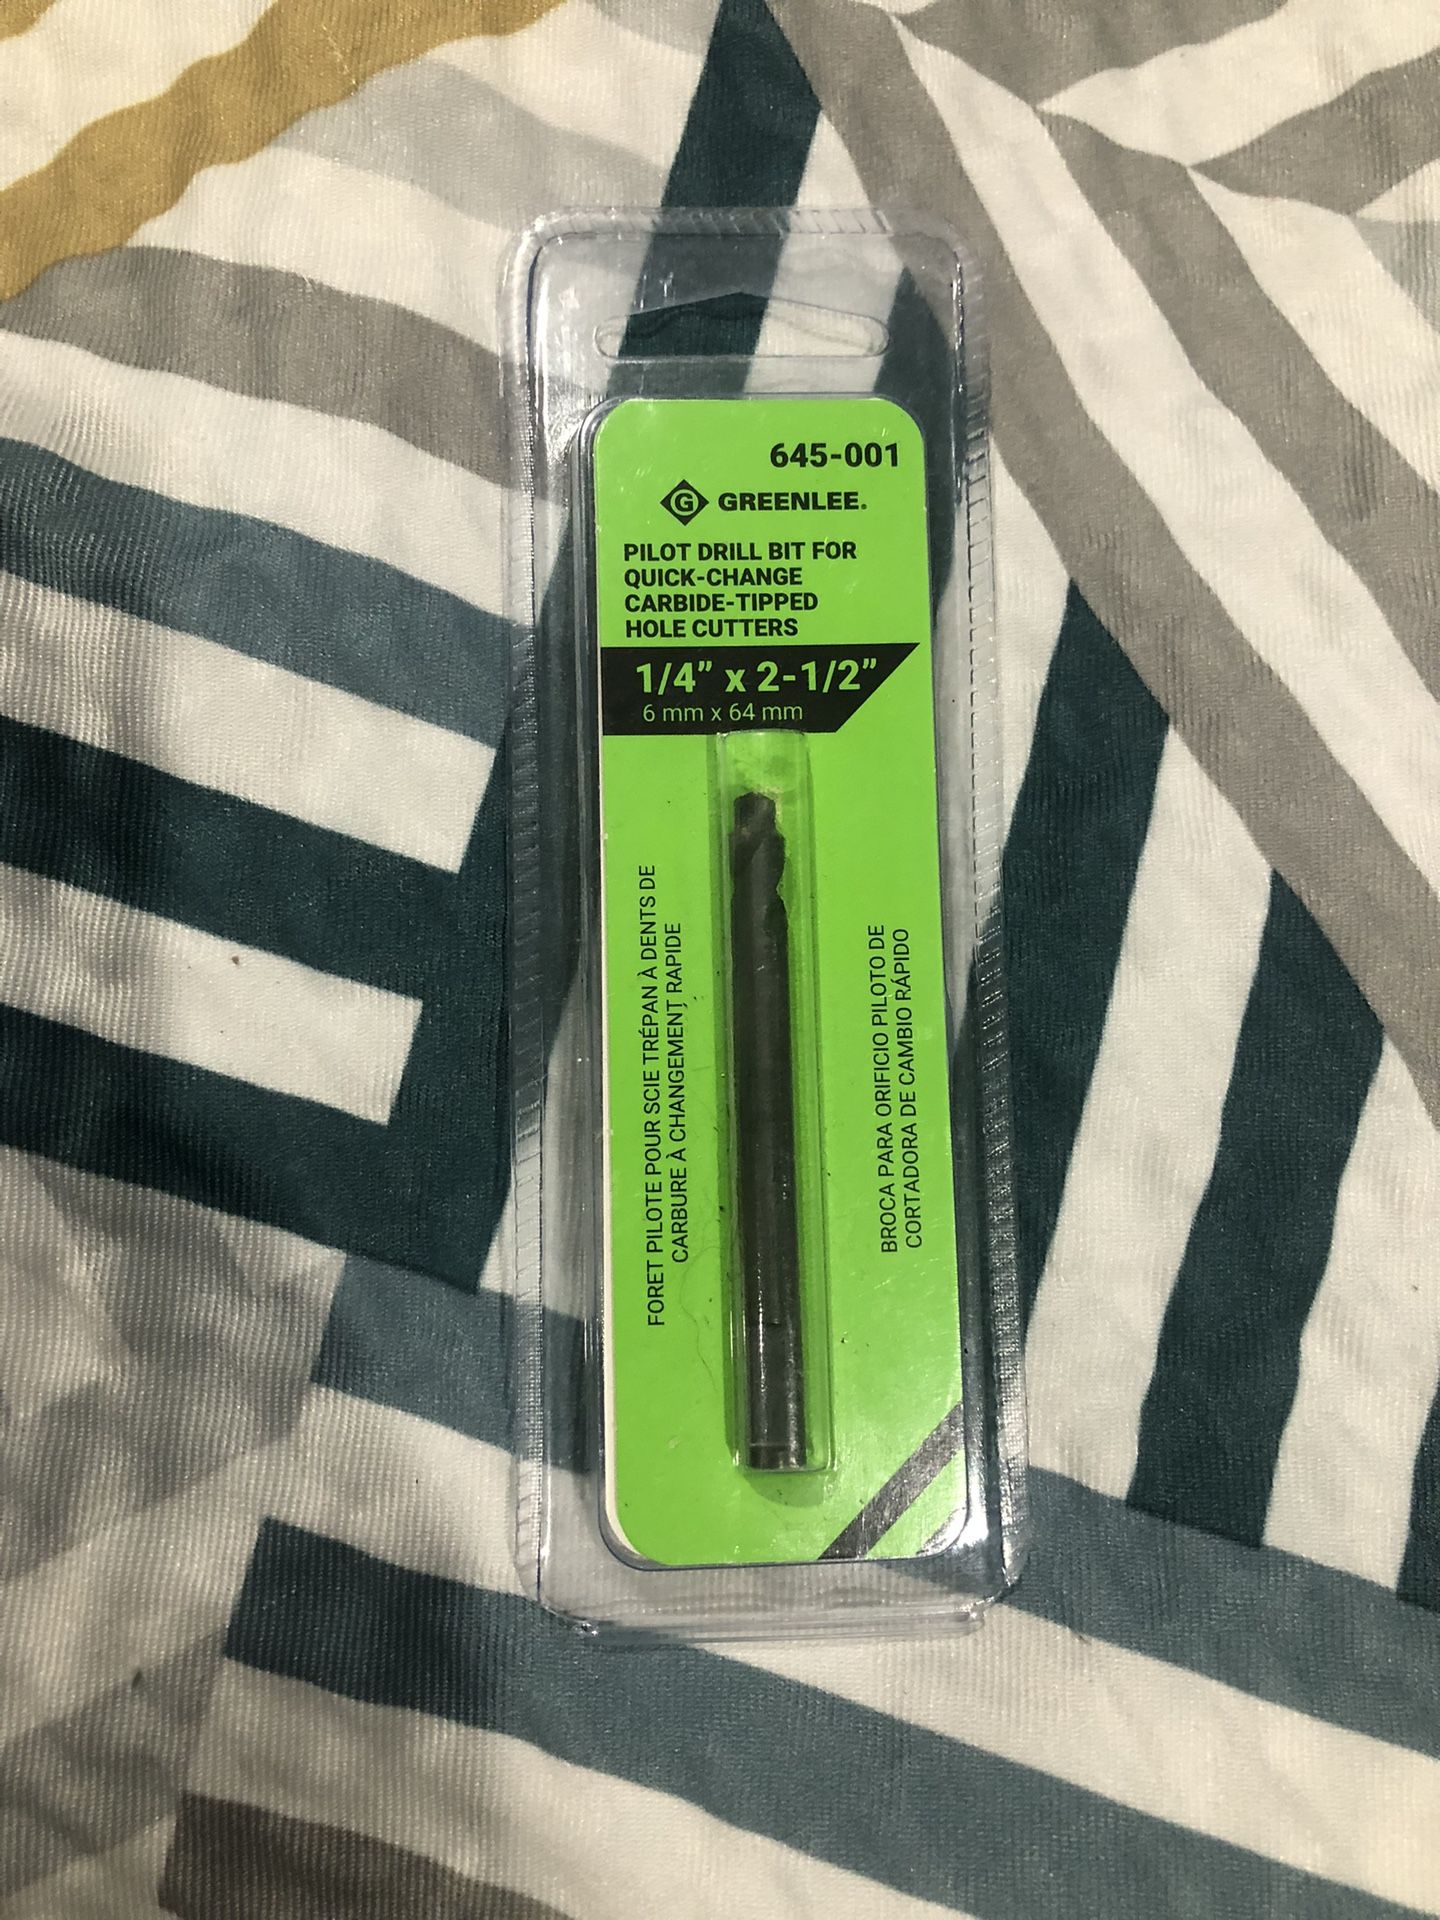 645-001
G GREENLEE®
PILOT DRILL BIT FOR
QUICK-CHANGE
CARBIDE-TIPPED
HOLE CUTTERS
1/4” x 2-1/2”
6 mm x 64 mm
FORET PILOTE POUR SCIE TRÉPAN À DENTS DE
CARBURE À CHANGEMENT RAPIDE
BROCA PARA ORIFICIO PILOTO DE
CORTADORA DE CAMBIO RÁPIDO